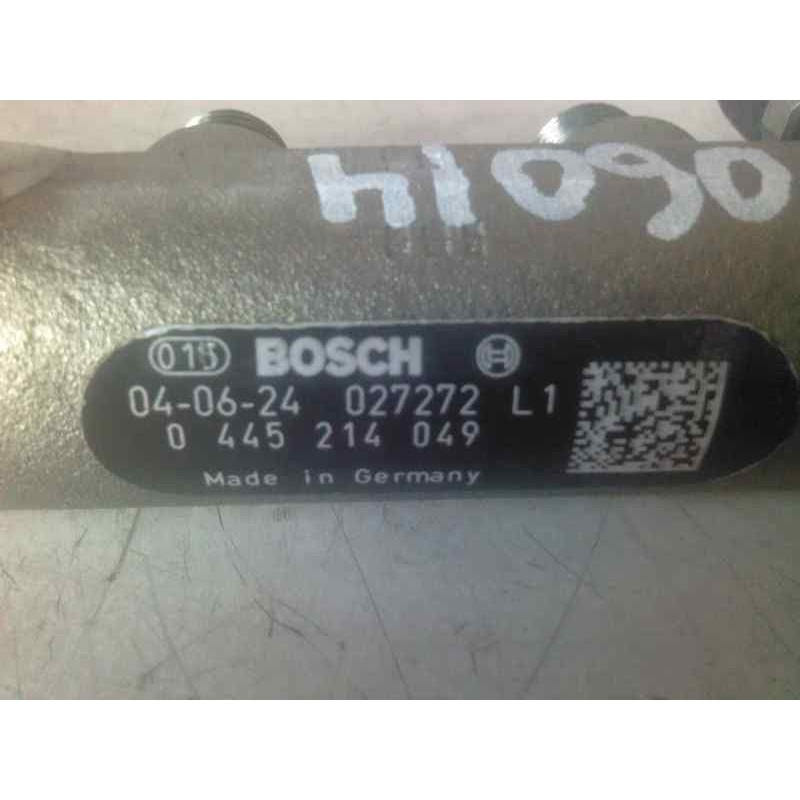 h1090
015 BOSCH
04-06-24 027272 L1
0 445 214 049
Made in Germany